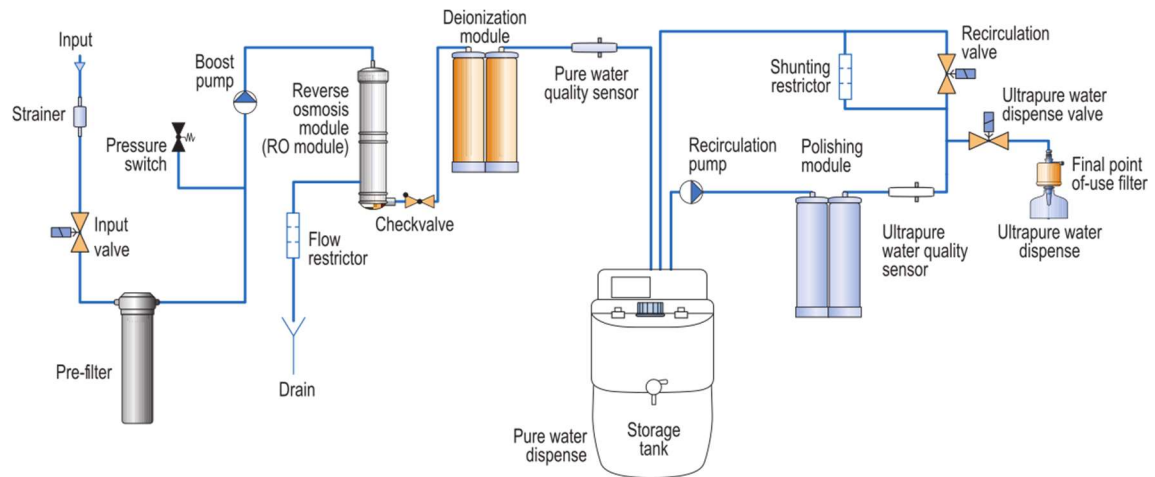 Input
Strainer
Input
valve
Pre-filter
Pressure
switch
Boost
pump
Reverse
osmosis
module
(RO module)
Flow
restrictor
Drain
Checkvalve
Deionization
module
Pure water
quality sensor
Pure water
dispense
Storage
tank
Recirculation
pump
Polishing
module
Ultrapure
water quality
sensor
Shunting
restrictor
Recirculation
valve
Ultrapure water
dispense valve
Final point
of-use filter
Ultrapure water
dispense